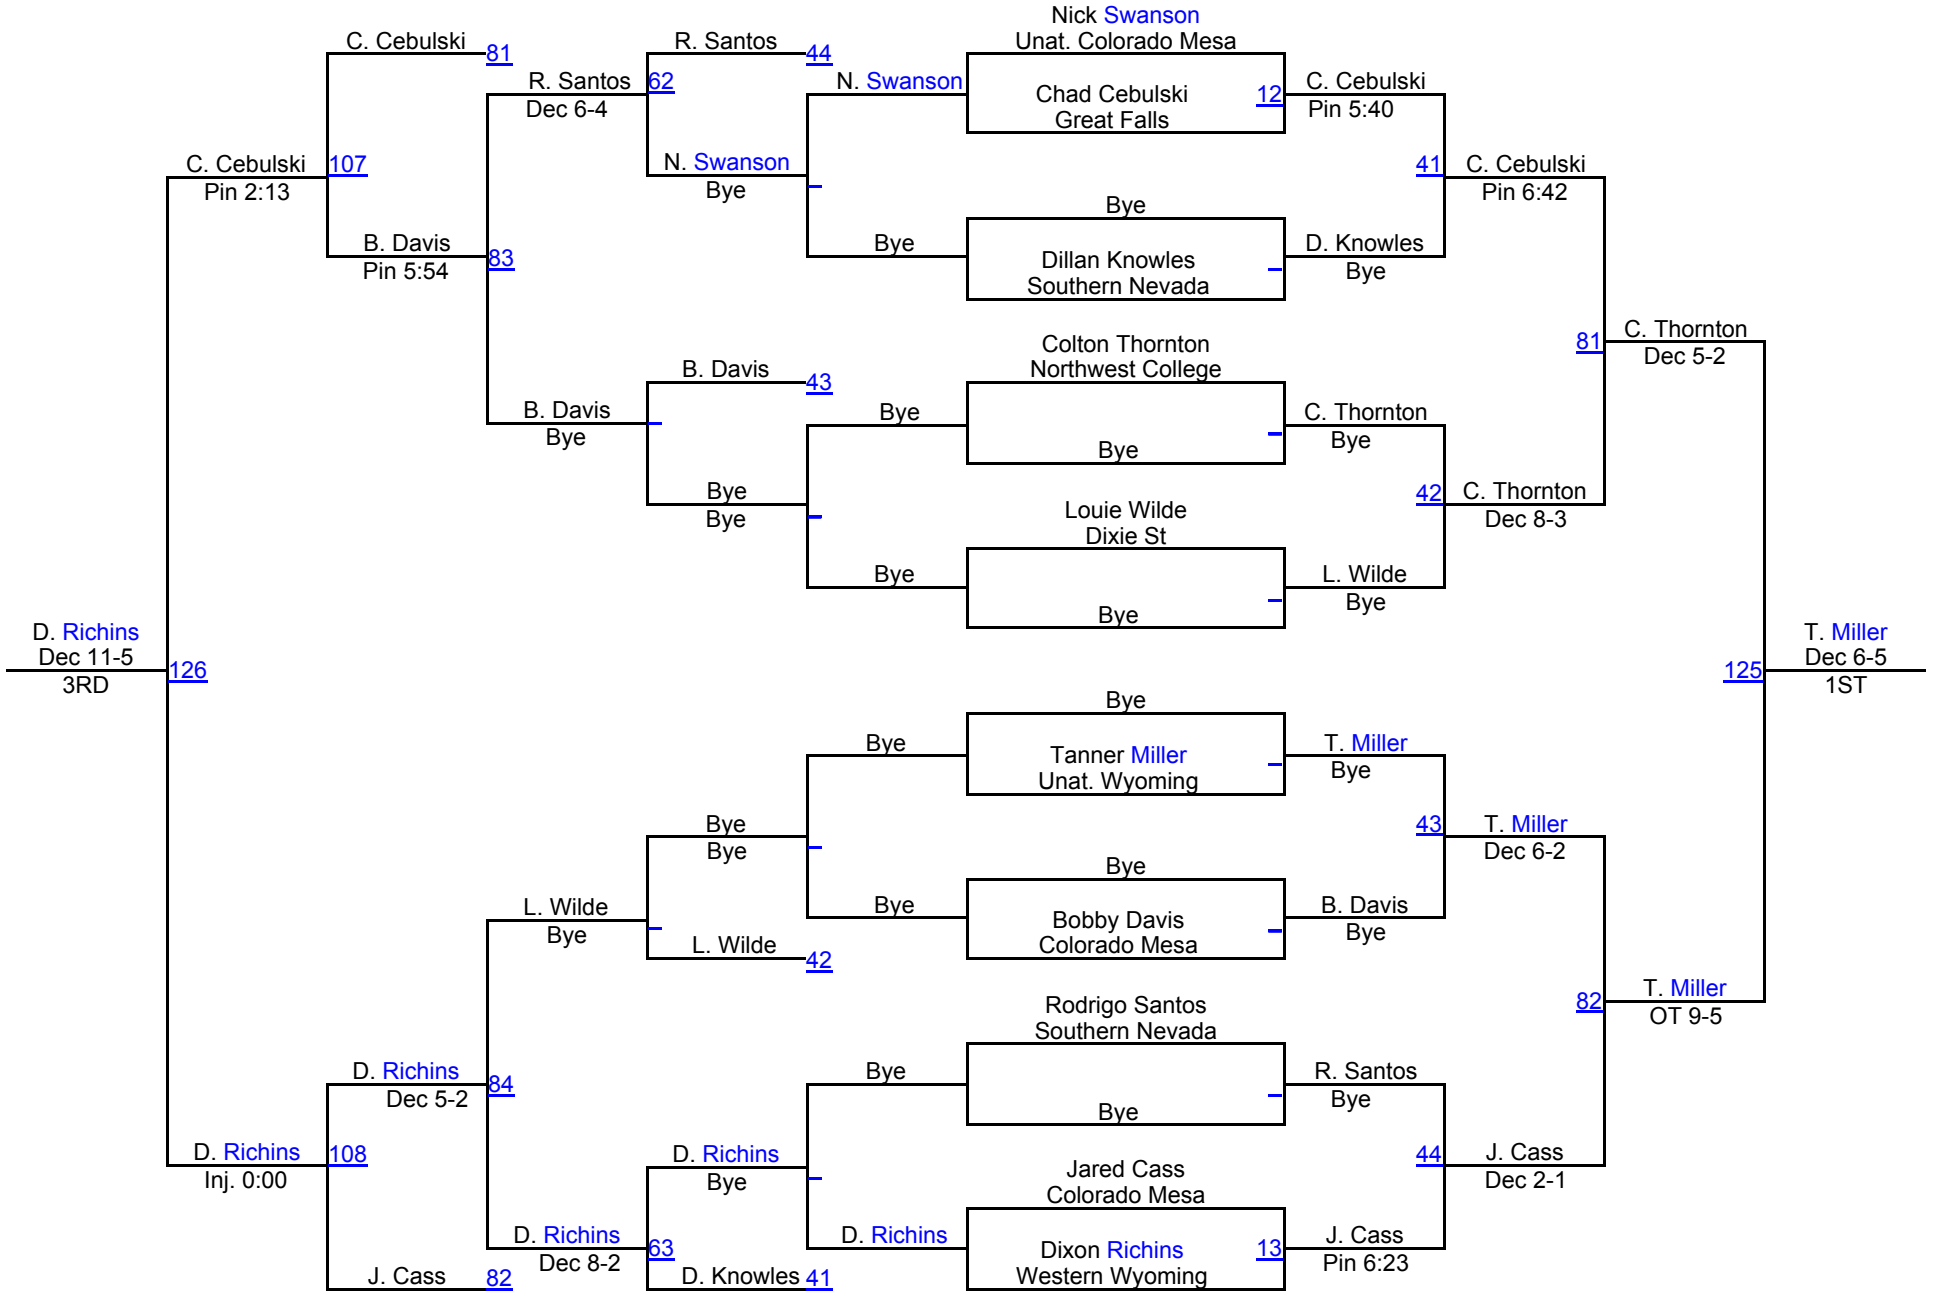 Nick Swanson
C. Cebulski 81 R. Santos 44 Unat. Colorado Mesa
R. Santos 62 N. Swanson Chad Cebulski 12 C. Cebulski
Dec 6-4 Great Falls Pin 5:40
C. Cebulski 107 N. Swanson 41 C. Cebulski
Pin 2:13 Bye Pin 6:42
Bye
B. Davis 83 Bye Dillan Knowles D. Knowles
Pin 5:54 Southern Nevada Bye
Colton Thornton 81 C. Thornton
B. Davis 43 Northwest College Dec 5-2
B. Davis Bye C. Thornton
Bye Bye Bye
Bye 42 C. Thornton
Bye Louie Wilde Dec 8-3
Dixie St
Bye L. Wilde
Bye Bye
D. Richins T. Miller
Dec 11-5 126 125 Dec 6-5
3RD 1ST
Bye
Bye Tanner Miller T. Miller
Unat. Wyoming Bye
Bye 43 T. Miller
Bye Dec 6-2
Bye
L. Wilde Bye Bobby Davis B. Davis
Bye L. Wilde 42 Colorado Mesa Bye
Rodrigo Santos 82 T. Miller
Southern Nevada OT 9-5
D. Richins 84 Bye R. Santos
Dec 5-2 Bye Bye
D. Richins 108 D. Richins 44 J. Cass
Inj. 0:00 Bye Jared Cass Dec 2-1
Colorado Mesa
D. Richins 63 D. Richins Dixon Richins 13 J. Cass
Dec 8-2 Western Wyoming Pin 6:23
J. Cass 82 D. Knowles 41